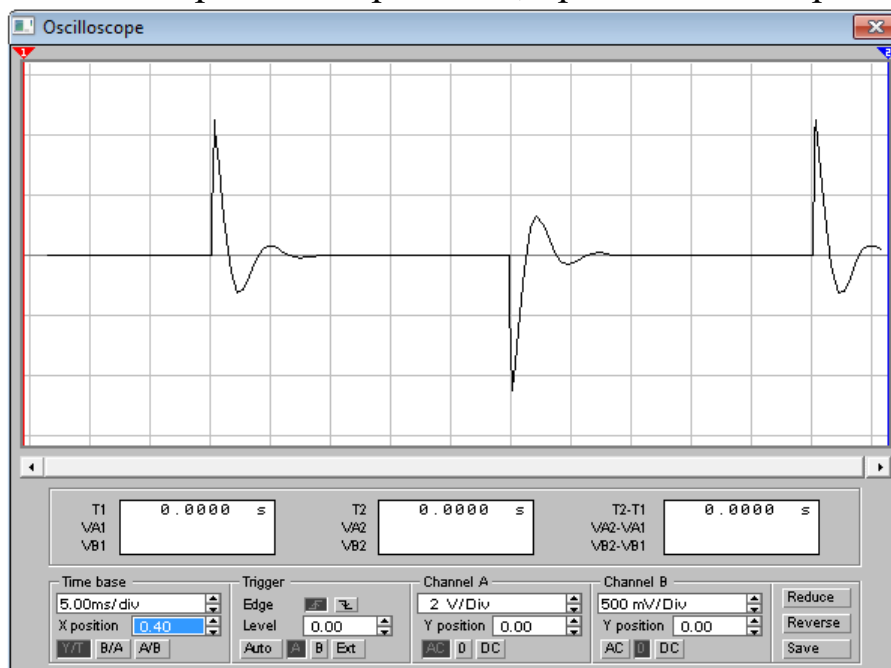 Oscilloscope
1 2
T1 0.0000 s T2 0.0000 s T2-T1 0.0000 s
VA1 VA2 VA2-VA1
VB1 VB2 VB2-VB1
Time base Trigger Channel A Channel B
5.00ms/div Edge 2 V/Div 500 mV/Div Reduce
X position 0.40 Level 0.00 Y position 0.00 Y position 0.00 Reverse
Y/T B/A A/B Auto A B Ext AC 0 DC AC 0 DC Save